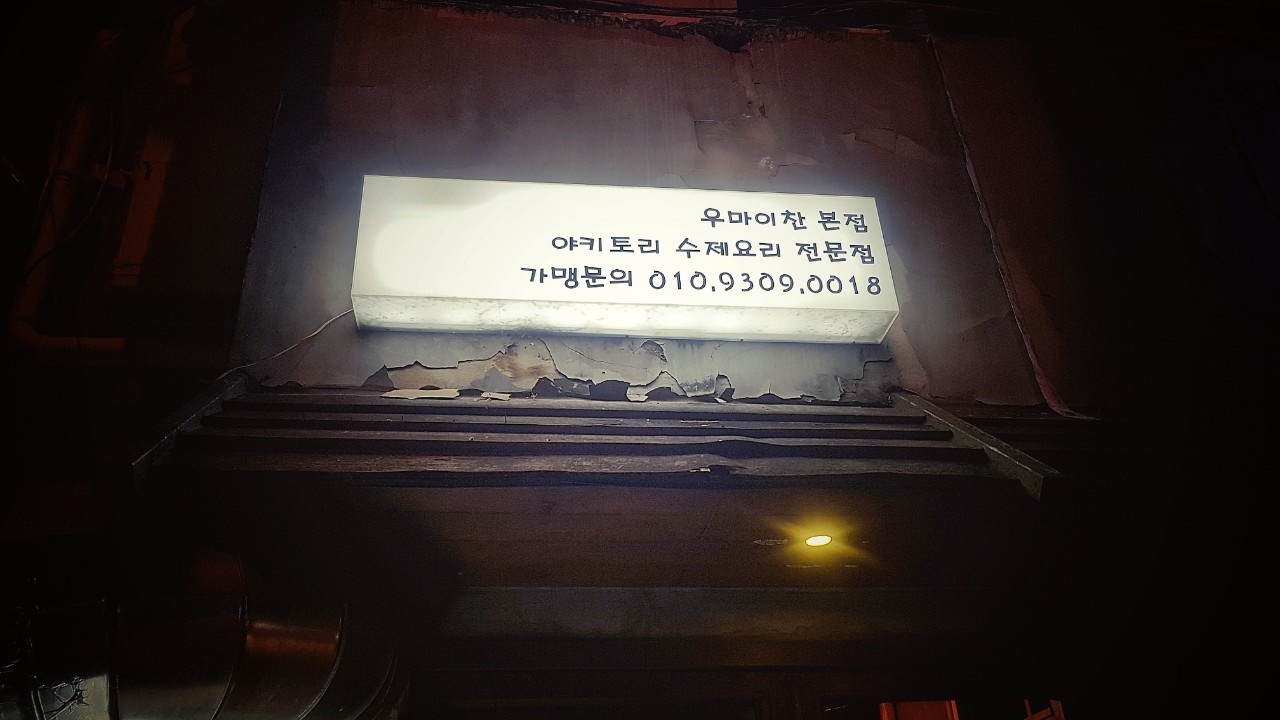 우마이찬 본점
야키토리 수제요리 전문점
가맹문의 010.9309.0018